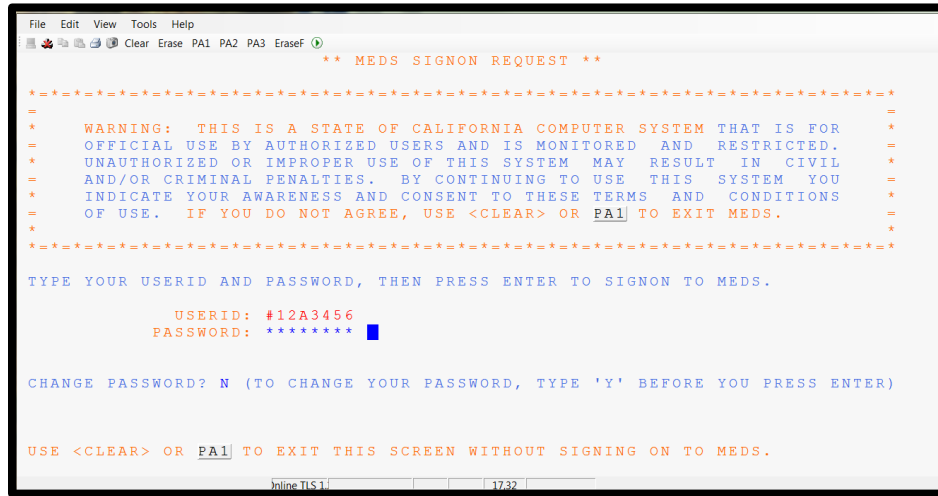 File Edit View Tools Help
Clear Erase PA1 PA2 PA3 EraseF
** MEDS SIGNON REQUEST **
*=*=*=*=*=*=*=*=*=*=*=*=*=*=*=*=*=*=*=*=*=*=*=*=*=*=*=*=*=*=*=*=*=*=*=*=*=*=*=*=*=*=*=*=*=*=*
= =
* WARNING: THIS IS A STATE OF CALIFORNIA COMPUTER SYSTEM THAT IS FOR *
= OFFICIAL USE BY AUTHORIZED USERS AND IS MONITORED AND RESTRICTED. =
* UNAUTHORIZED OR IMPROPER USE OF THIS SYSTEM MAY RESULT IN CIVIL *
= AND/OR CRIMINAL PENALTIES. BY CONTINUING TO USE THIS SYSTEM YOU =
* INDICATE YOUR AWARENESS AND CONSENT TO THESE TERMS AND CONDITIONS *
= OF USE. IF YOU DO NOT AGREE, USE <CLEAR> OR PA1 TO EXIT MEDS. =
* *
*=*=*=*=*=*=*=*=*=*=*=*=*=*=*=*=*=*=*=*=*=*=*=*=*=*=*=*=*=*=*=*=*=*=*=*=*=*=*=*=*=*=*=*=*=*=*
TYPE YOUR USERID AND PASSWORD, THEN PRESS ENTER TO SIGNON TO MEDS.
USERID: #12A3456
PASSWORD: ********
CHANGE PASSWORD? N (TO CHANGE YOUR PASSWORD, TYPE 'Y' BEFORE YOU PRESS ENTER)
USE <CLEAR> OR PA1 TO EXIT THIS SCREEN WITHOUT SIGNING ON TO MEDS.
TLS 1. 17,32